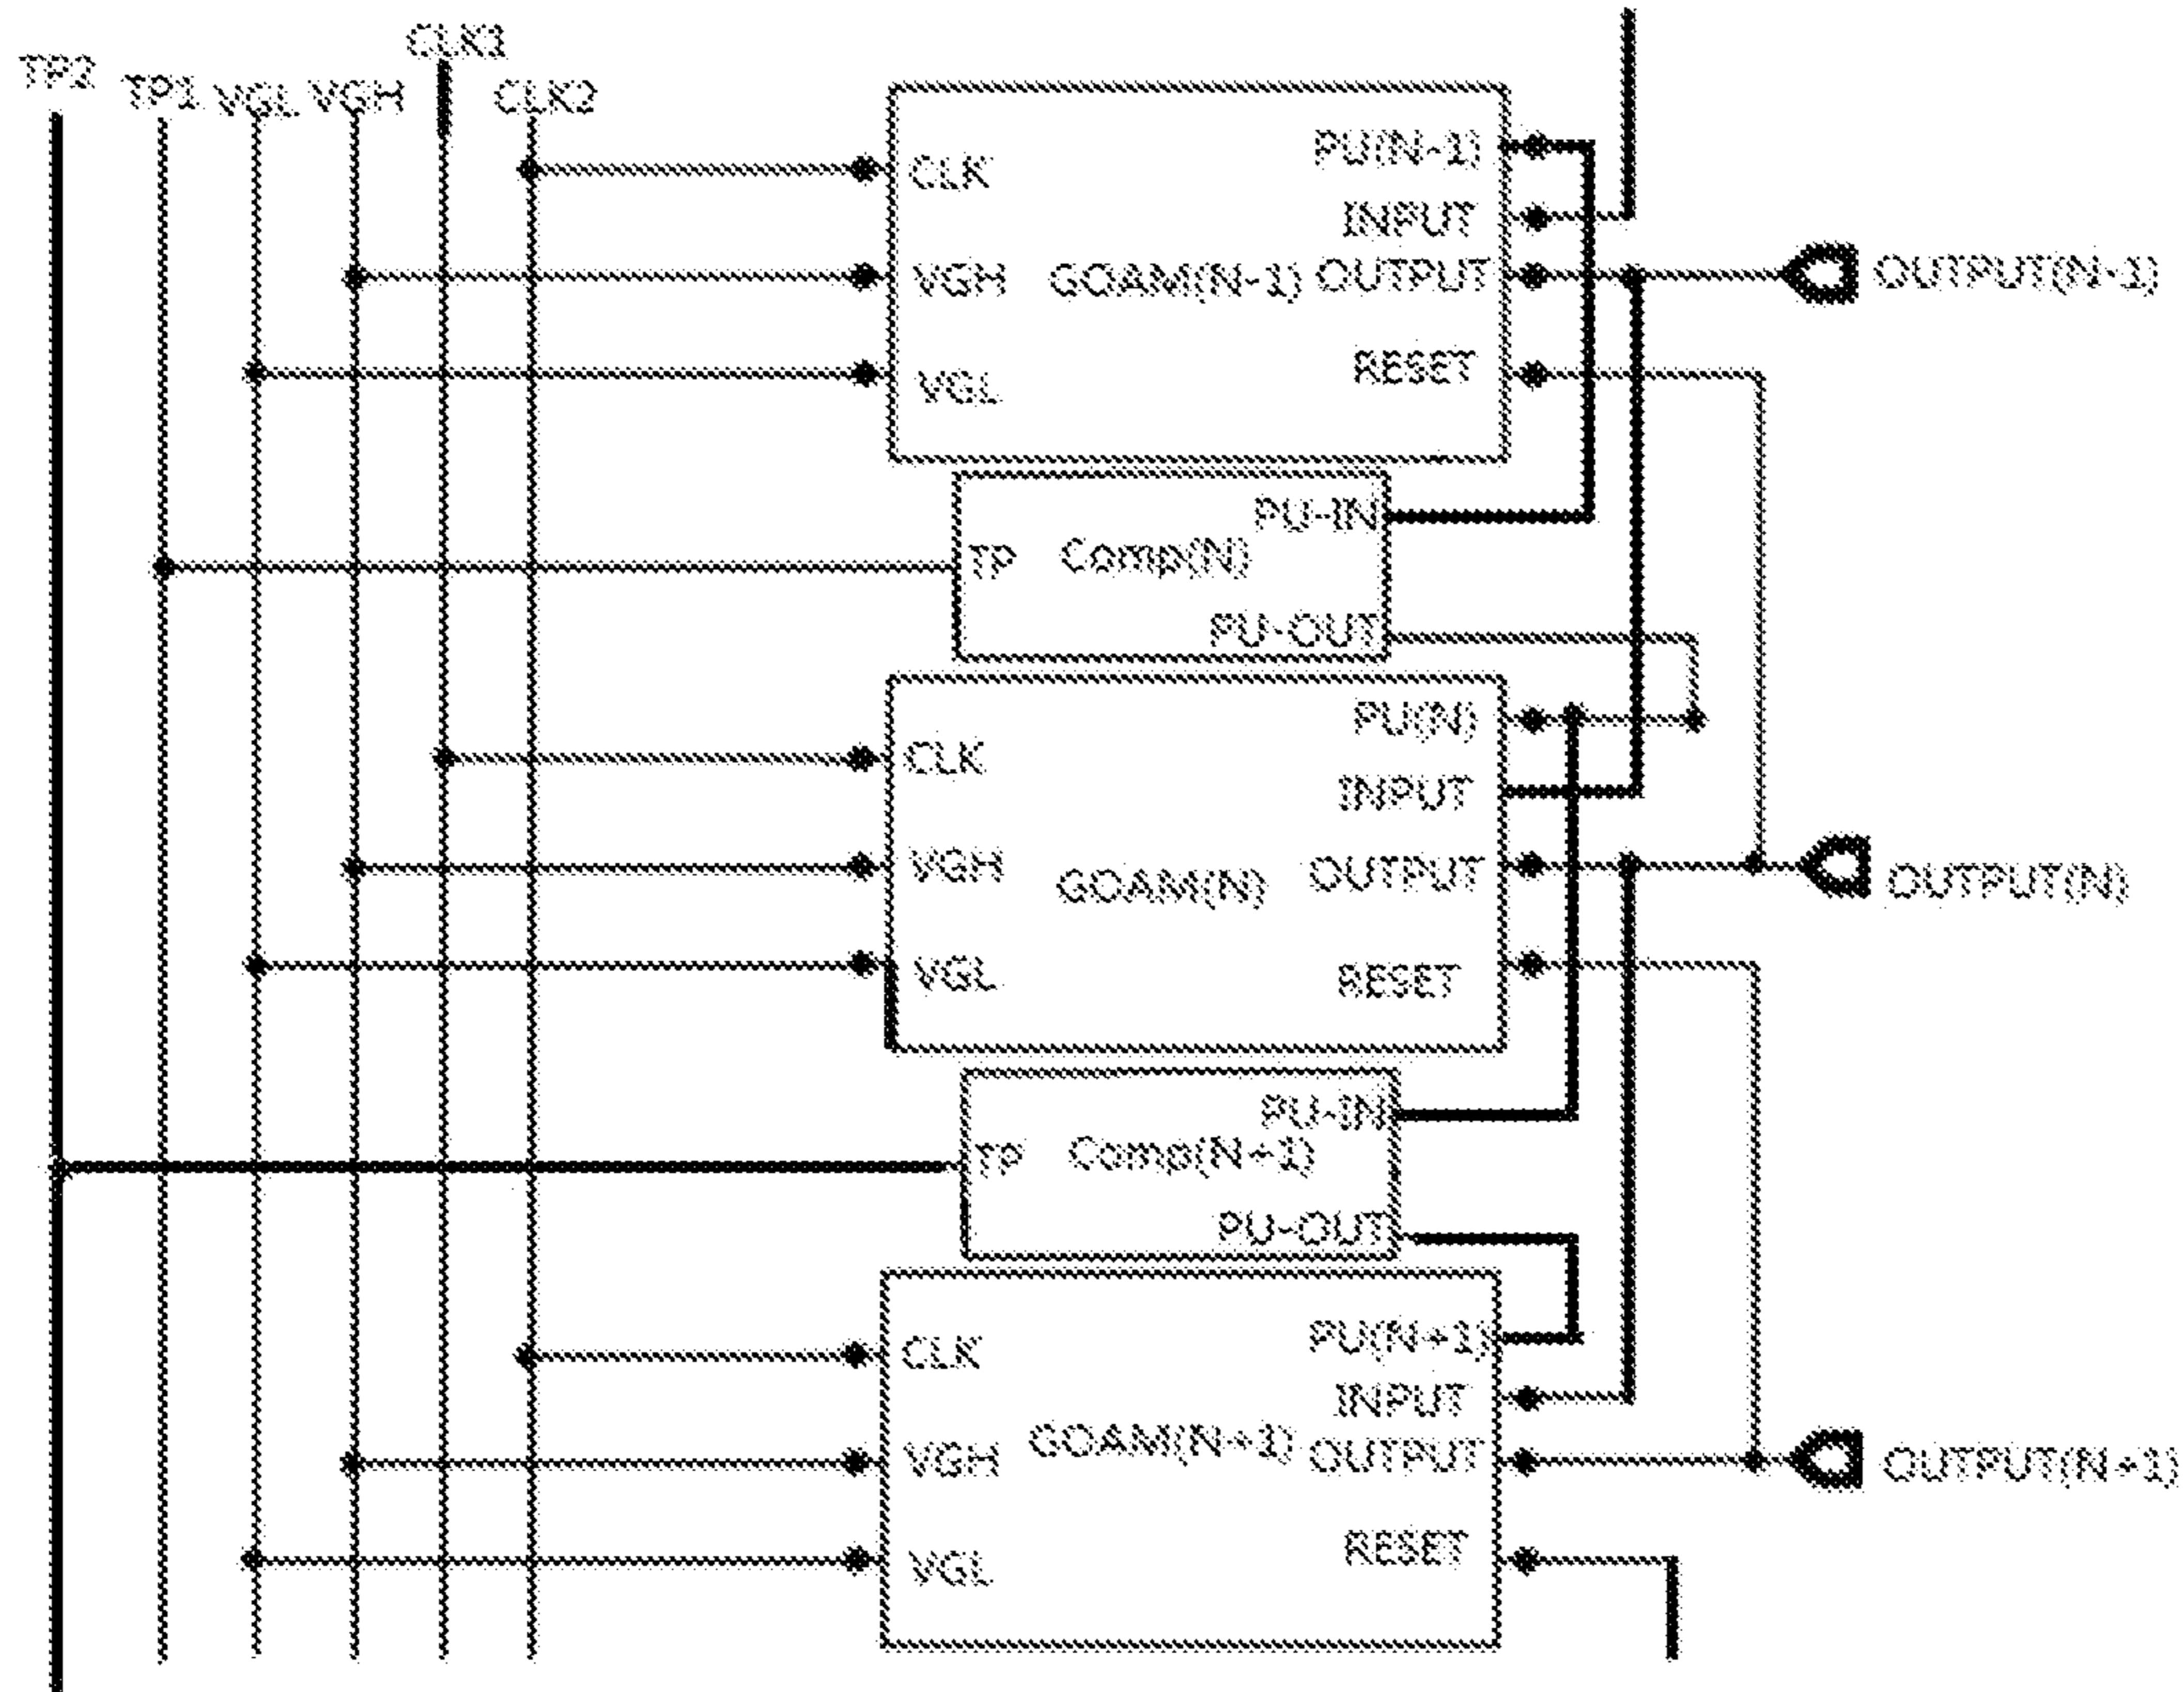 TP2
TP1
VGL
VGH
CLK1
CLK2
CLK
VGH
VGL
GOAM(N-1)
PU(N-1)
INPUT
OUTPUT
RESET
OUTPUT(N-1)
TP
Comp(N)
PU-IN
PU-OUT
CLK
VGH
VGL
GOAM(N)
PU(N)
INPUT
OUTPUT
RESET
OUTPUT(N)
TP
Comp(N+1)
PU-IN
PU-OUT
CLK
VGH
VGL
GOAM(N+1)
PU(N+1)
INPUT
OUTPUT
RESET
OUTPUT(N+1)